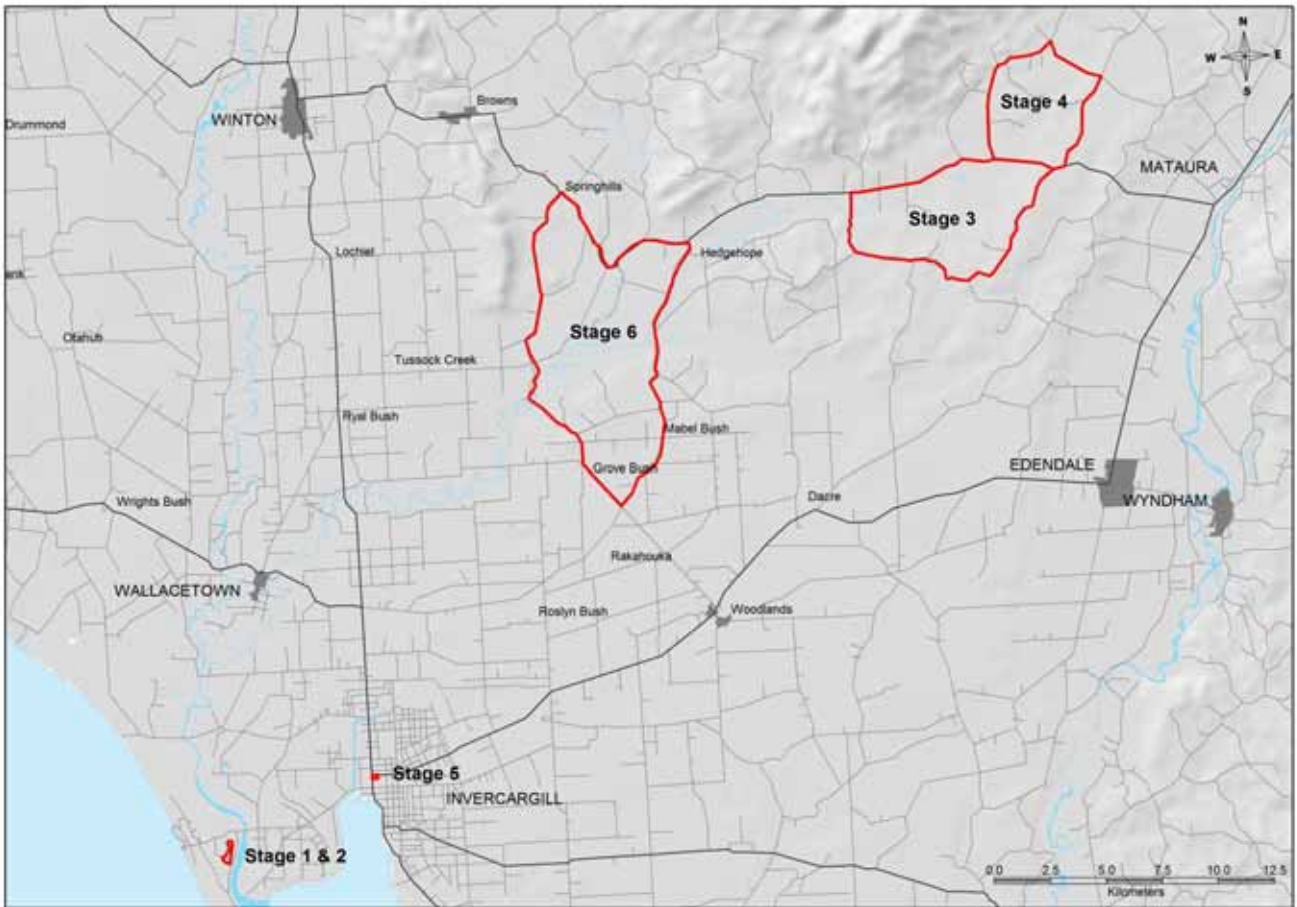 N
W E
S
Stage 4
Browns
WINTON
Drummond
MATAURA
Springhills
Stage 3
Lochiel
Hedgehope
ank
Stage 6
Otahuti
Tussock Creek
Ryal Bush
Mabel Bush
Grove Bush
EDENDALE
Dacre
WYNDHAM
Wrights Bush
Rakahouka
WALLACETOWN
Roslyn Bush
Woodlands
Stage 5
INVERCARGILL
Stage 1 & 2
0.0 2.5 5.0 7.5 10.0 12.5
Kilometers